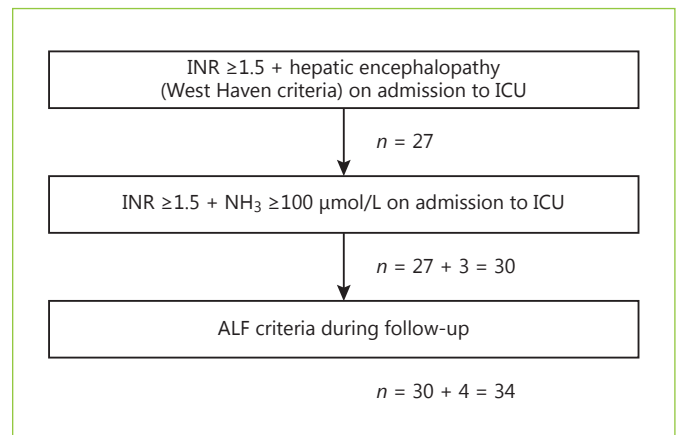 INR ≥1.5 + hepatic encephalopathy
(West Haven criteria) on admission to ICU
n = 27
INR ≥1.5 + NH₃ ≥100 µmol/L on admission to ICU
n = 27 + 3 = 30
ALF criteria during follow-up
n = 30 + 4 = 34